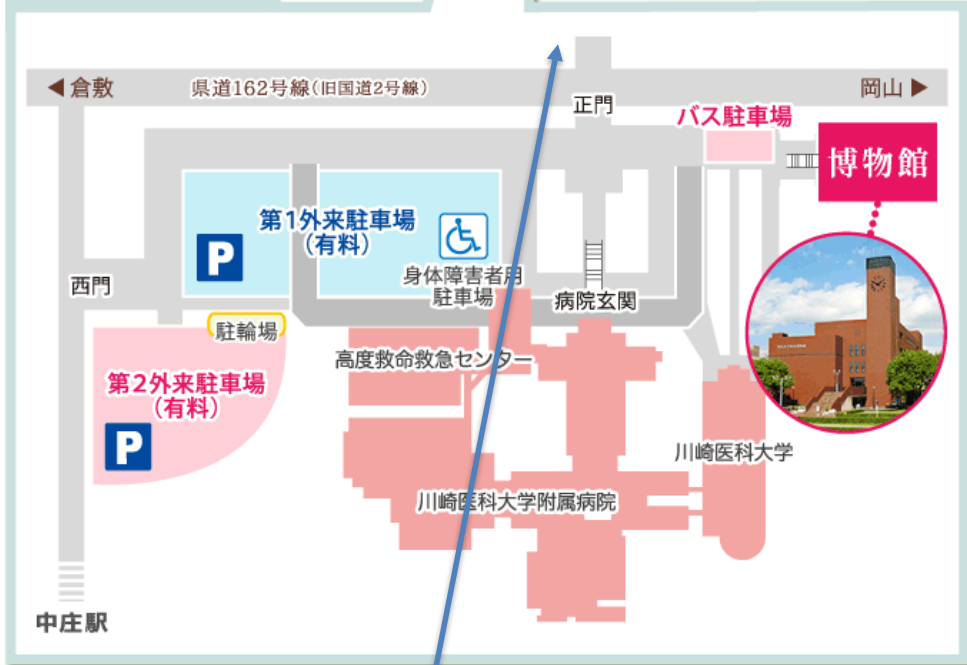 ◀倉敷
県道162号線(旧国道2号線)
岡山▶
正門
バス駐車場
博物館
第1外来駐車場
(有料)
P
身体障害者用
駐車場
西門
病院玄関
駐輪場
高度救命救急センター
第2外来駐車場
(有料)
P
川崎医科大学
川崎医科大学附属病院
中庄駅